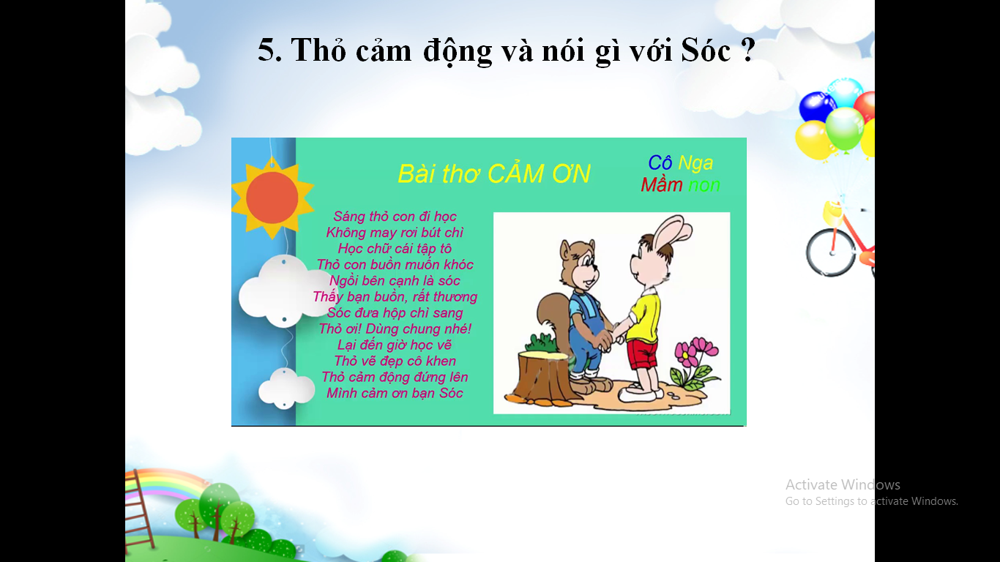 5. Thỏ cảm động và nói gì với Sóc ?
Bài thơ CẢM ƠN
Cô Nga
Mầm non
Sáng thỏ con đi học
Không may rơi bút chì
Học chữ cái tập tô
Thỏ con buồn muốn khóc
Ngồi bên cạnh là sóc
Thấy bạn buồn, rất thương
Sóc đưa hộp chì sang
Thỏ ơi! Dùng chung nhé!
Lại đến giờ học vẽ
Thỏ vẽ đẹp cô khen
Thỏ cảm động đứng lên
Mình cảm ơn bạn Sóc
Activate Windows
Go to Settings to activate Windows.